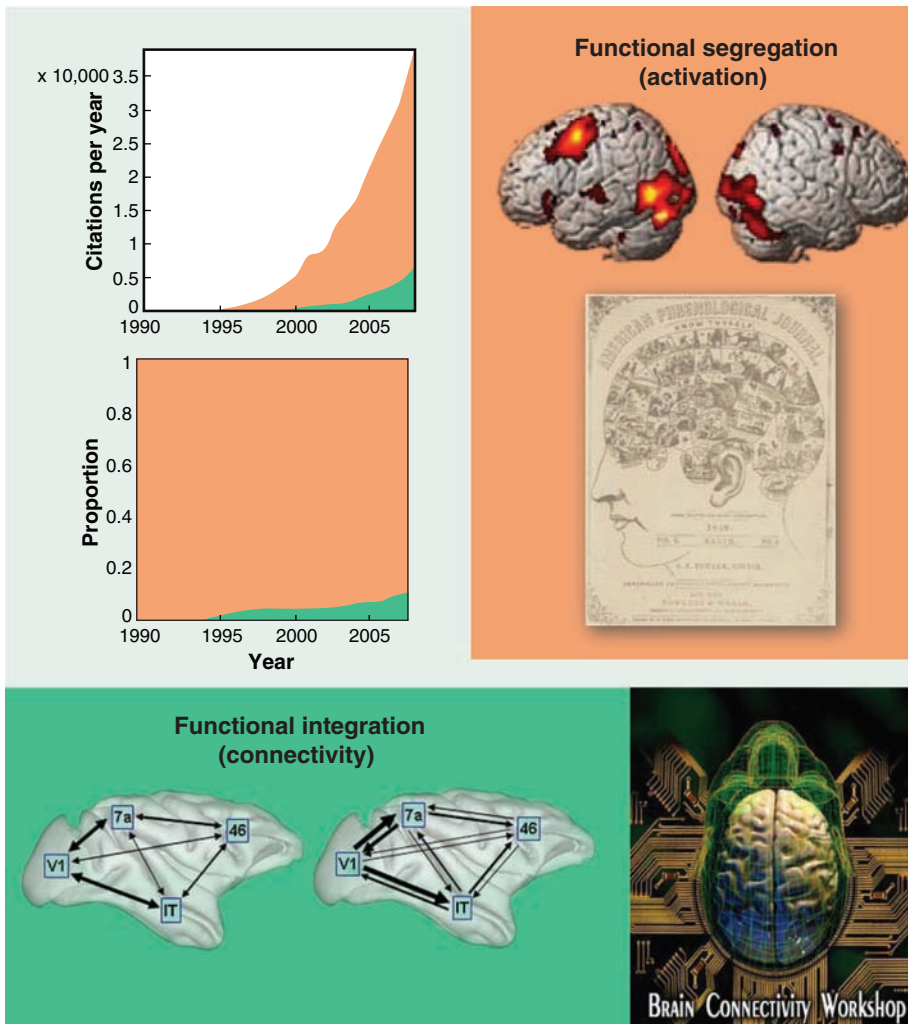 x 10,000
3.5
3
2.5
2
1.5
1
0.5
0
Citations per year
1990
1995
2000
2005
1
0.8
0.6
0.4
0.2
0
Proportion
1990
1995
2000
2005
Year
Functional segregation
(activation)
AMERICAN PHRENOLOGICAL JOURNAL
KNOW THYSELF
Functional integration
(connectivity)
7a
46
V1
IT
7a
46
V1
IT
BRAIN CONNECTIVITY WORKSHOP